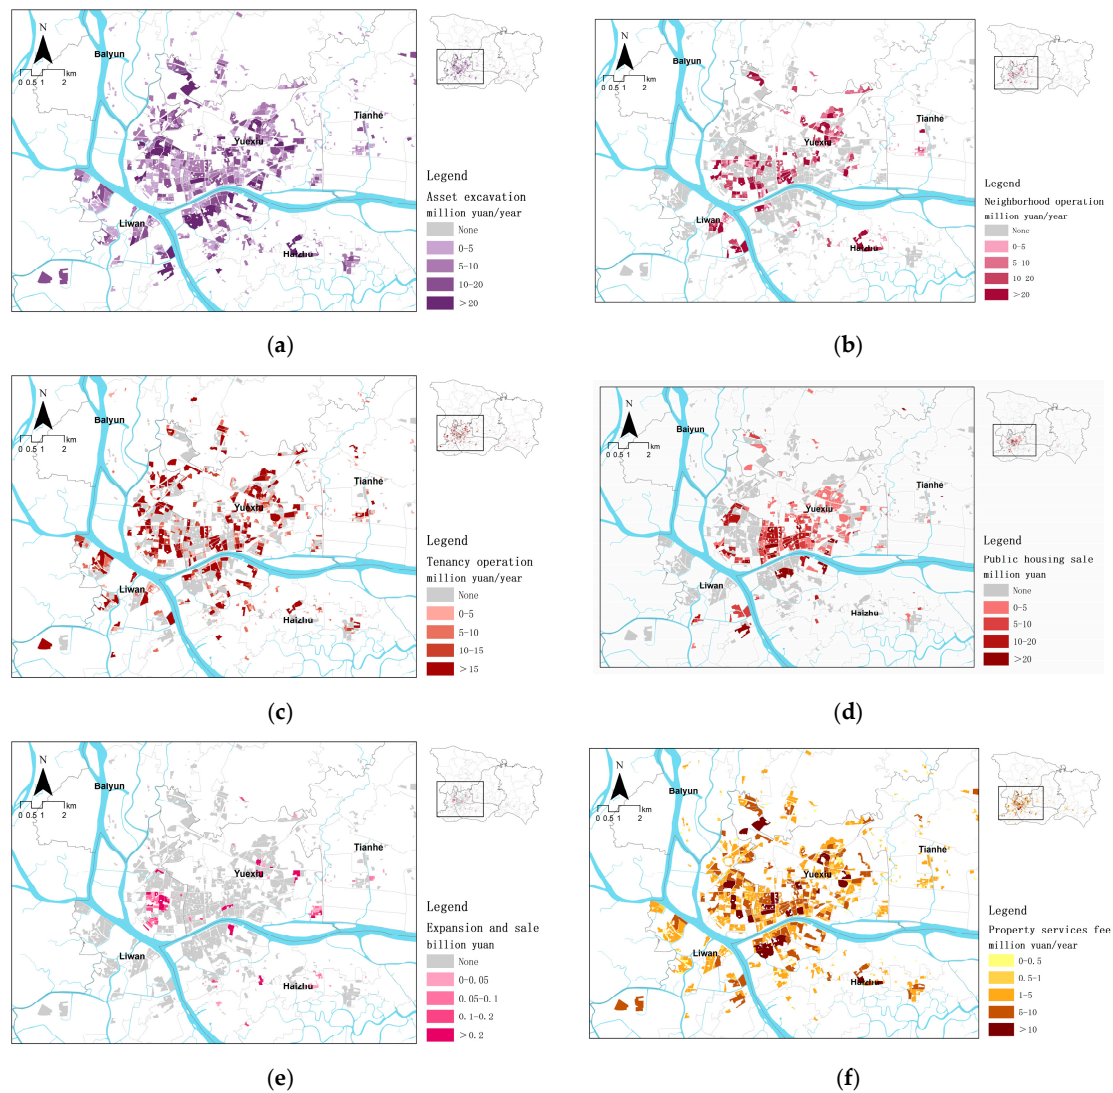 N
0 0.5 1 2 km
Baiyun
Tianhe
Yuexiu
Liwan
Haizhu
Legend
Asset excavation
million yuan/year
None
0-5
5-10
10-20
>20
(a)
N
0 0.5 1 2 km
Baiyun
Tianhe
Yuexiu
Liwan
Haizhu
Legend
Neighborhood operation
million yuan/year
None
0-5
5-10
10-20
>20
(b)
N
0 0.5 1 2 km
Baiyun
Tianhe
Yuexiu
Liwan
Haizhu
Legend
Tenancy operation
million yuan/year
None
0-5
5-10
10-15
>15
(c)
N
0 0.5 1 2 km
Baiyun
Tianhe
Yuexiu
Liwan
Haizhu
Legend
Public housing sale
million yuan
None
0-5
5-10
10-20
>20
(d)
N
0 0.5 1 2 km
Baiyun
Tianhe
Yuexiu
Liwan
Haizhu
Legend
Expansion and sale
billion yuan
None
0-0.05
0.05-0.1
0.1-0.2
>0.2
(e)
N
0 0.5 1 2 km
Baiyun
Tianhe
Yuexiu
Liwan
Haizhu
Legend
Property services fee
million yuan/year
0-0.5
0.5-1
1-5
5-10
>10
(f)